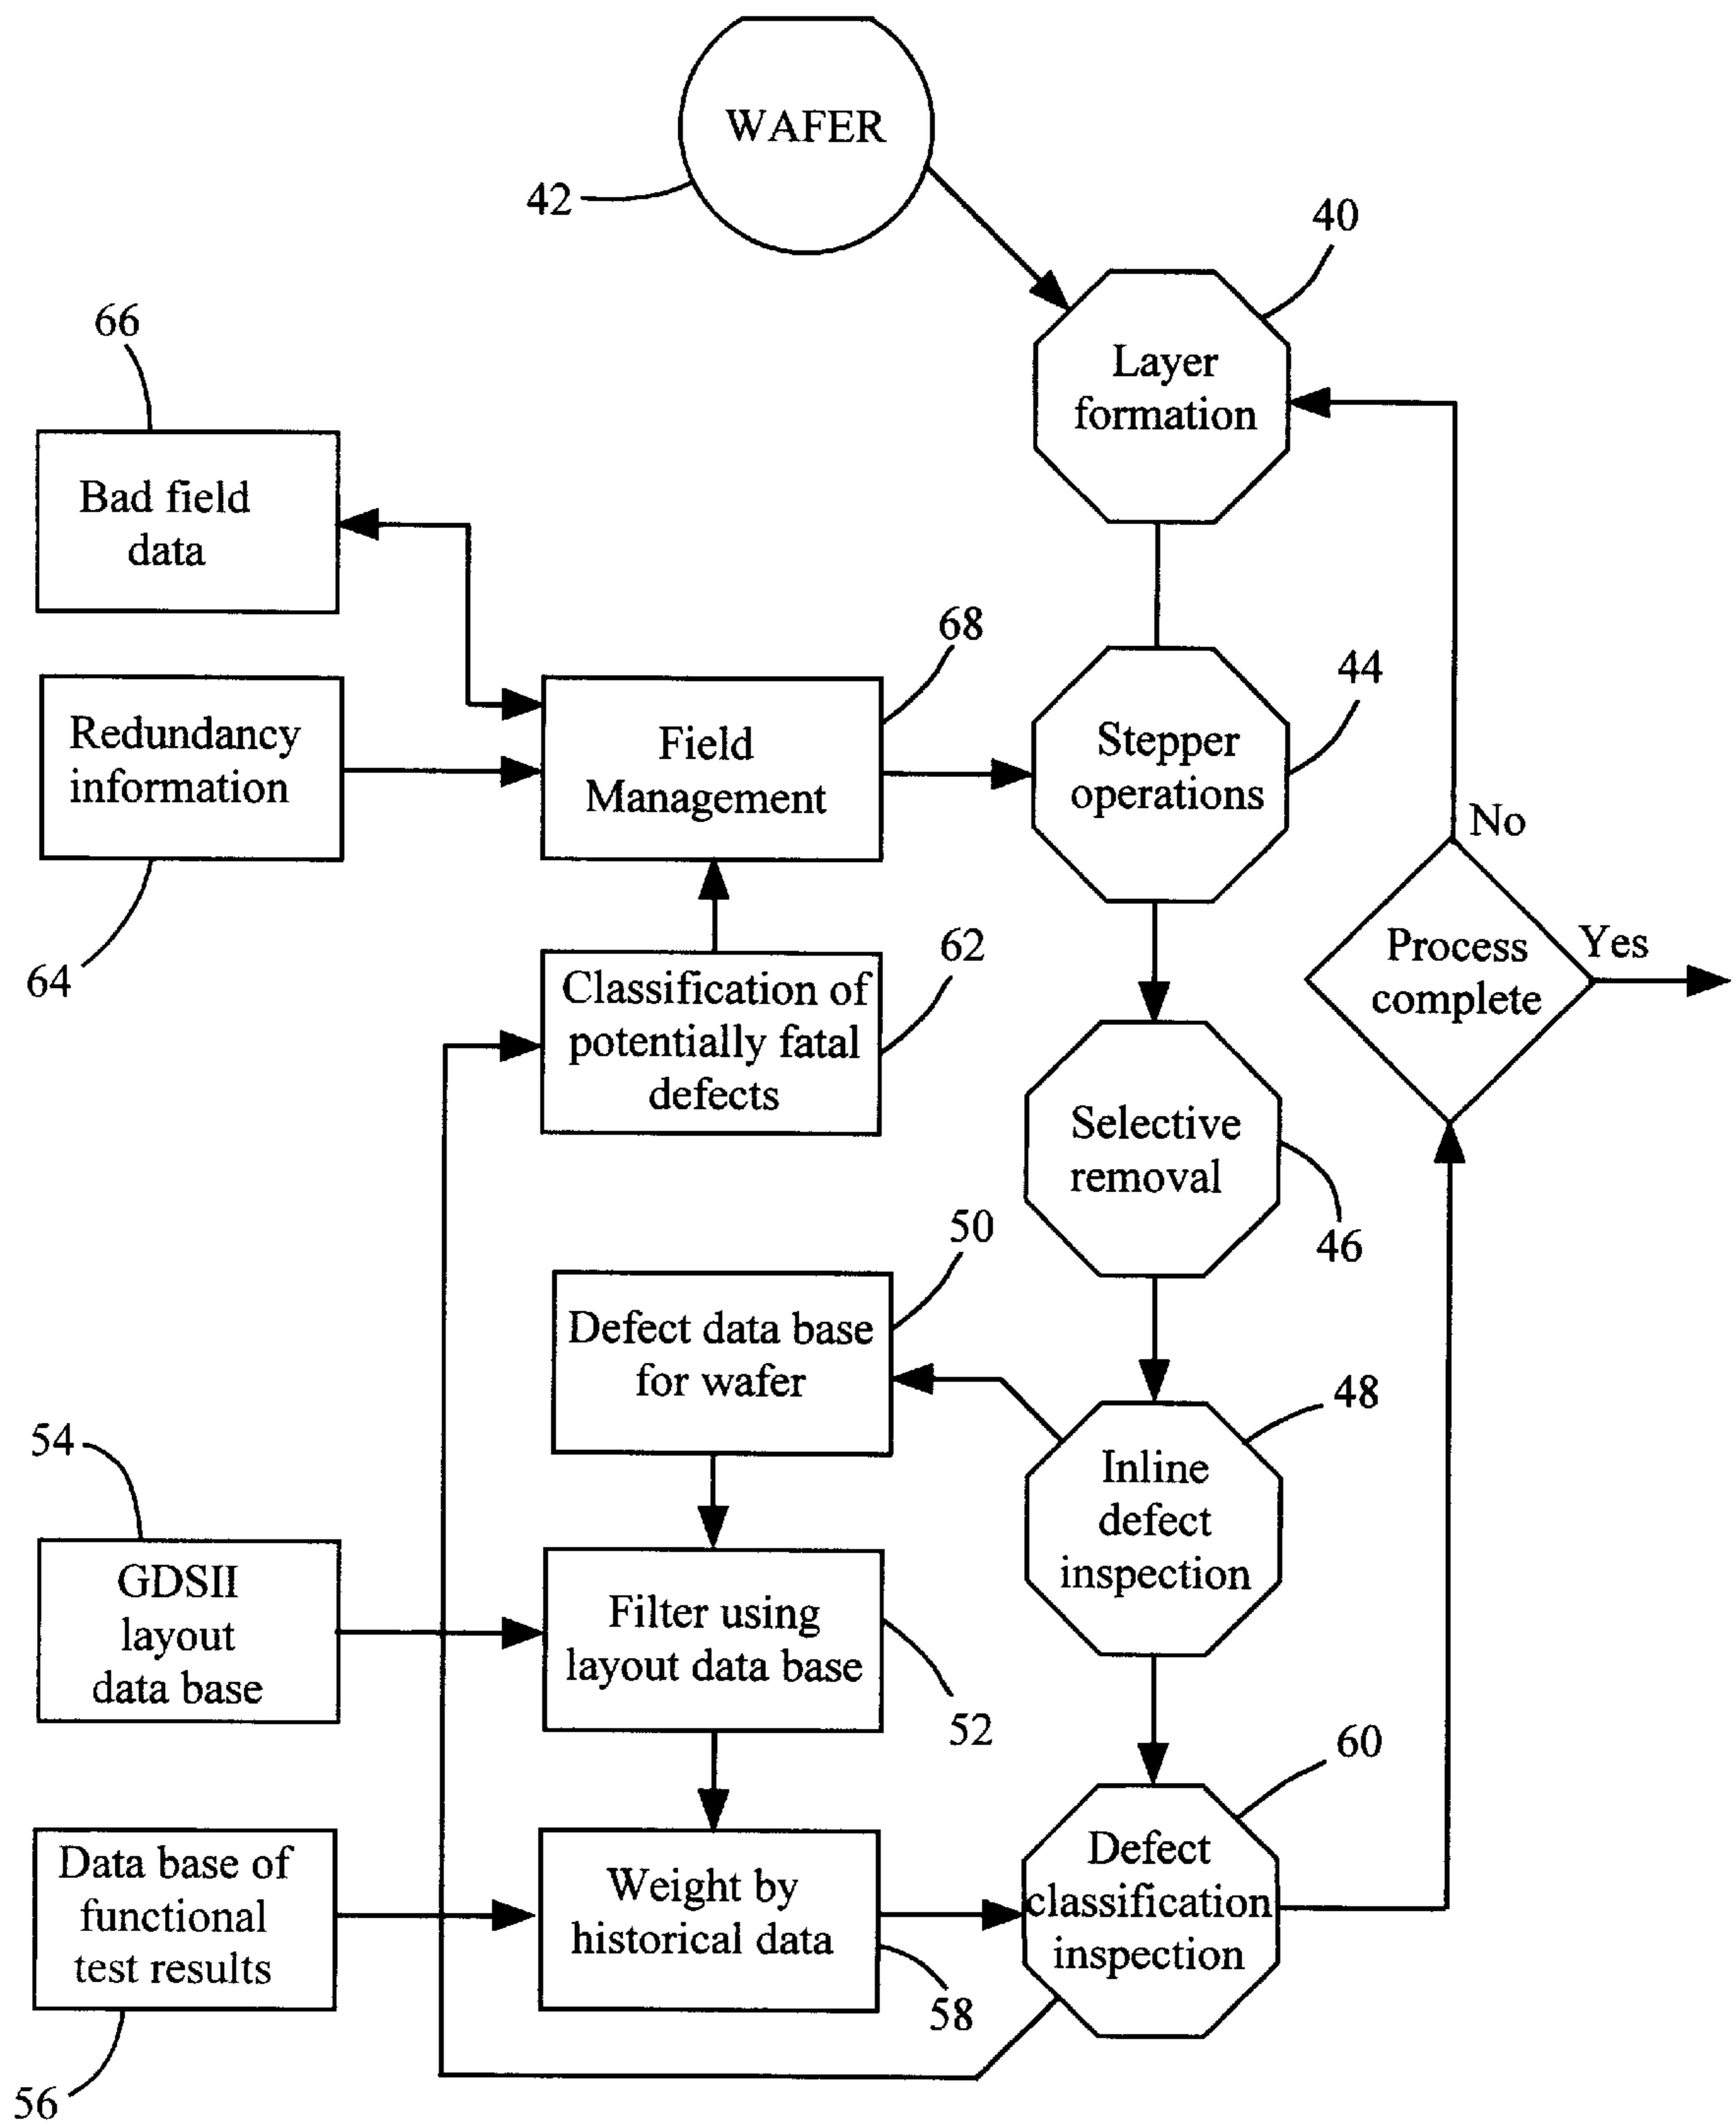 WAFER
42
40
66
Layer
formation
Bad field
data
68
44
Redundancy
information
Field
Management
Stepper
operations
No
64
62
Process
complete
Yes
Classification of
potentially fatal
defects
Selective
removal
46
50
Defect data base
for wafer
48
54
Inline
defect
inspection
GDSII
layout
data base
Filter using
layout data base
52
60
Data base of
functional
test results
Weight by
historical data
Defect
classification
inspection
58
56